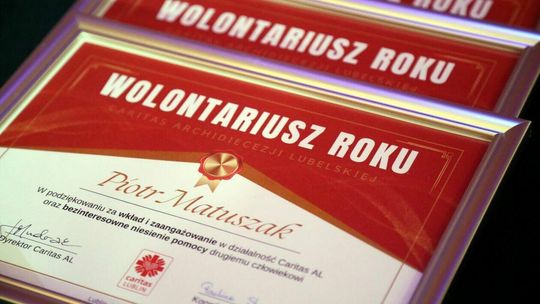 WOLONTARIUSZ ROKU
WOLONTARIUSZ ROKU
CARITAS ARCHIDIECEZJI LUBELSKIEJ
Piotr Matuszak
W podziękowaniu za wkład i zaangażowanie w działalność Caritas AL
oraz bezinteresowne niesienie pomocy drugiemu człowiekowi
Dyrektor Caritas AL
Caritas
LUBLIN